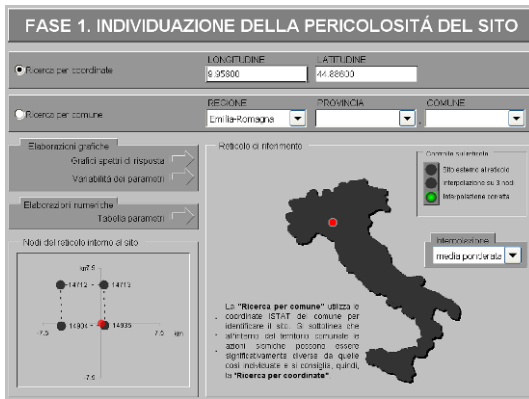 FASE 1. INDIVIDUAZIONE DELLA PERICOLOSITÁ DEL SITO
Ricerca per coordinate
LONGITUDINE
LATITUDINE
9.95800
44.88600
Ricerca per comune
REGIONE
PROVINCIA
COMUNE
Emilia-Romagna
Elaborazioni grafiche
Grafici spettri di risposta
Variabilità dei parametri
Elaborazioni numeriche
Tabella parametri
Nodi del reticolo intorno al sito
km 7.5
14712
14713
14934
14935
-7.5
7.5
km
-7.5
Reticolo di riferimento
Controllo sul reticolo
Sito esterno al reticolo
Interpolazione su 3 nodi
Interpolazione corretta
Interpolazione
media ponderata
La "Ricerca per comune" utilizza le
coordinate ISTAT del comune per
identificare il sito. Si sottolinea che
all'interno del territorio comunale le
azioni sismiche possono essere
significativamente diverse da quelle
così individuate e si consiglia, quindi,
la "Ricerca per coordinate".